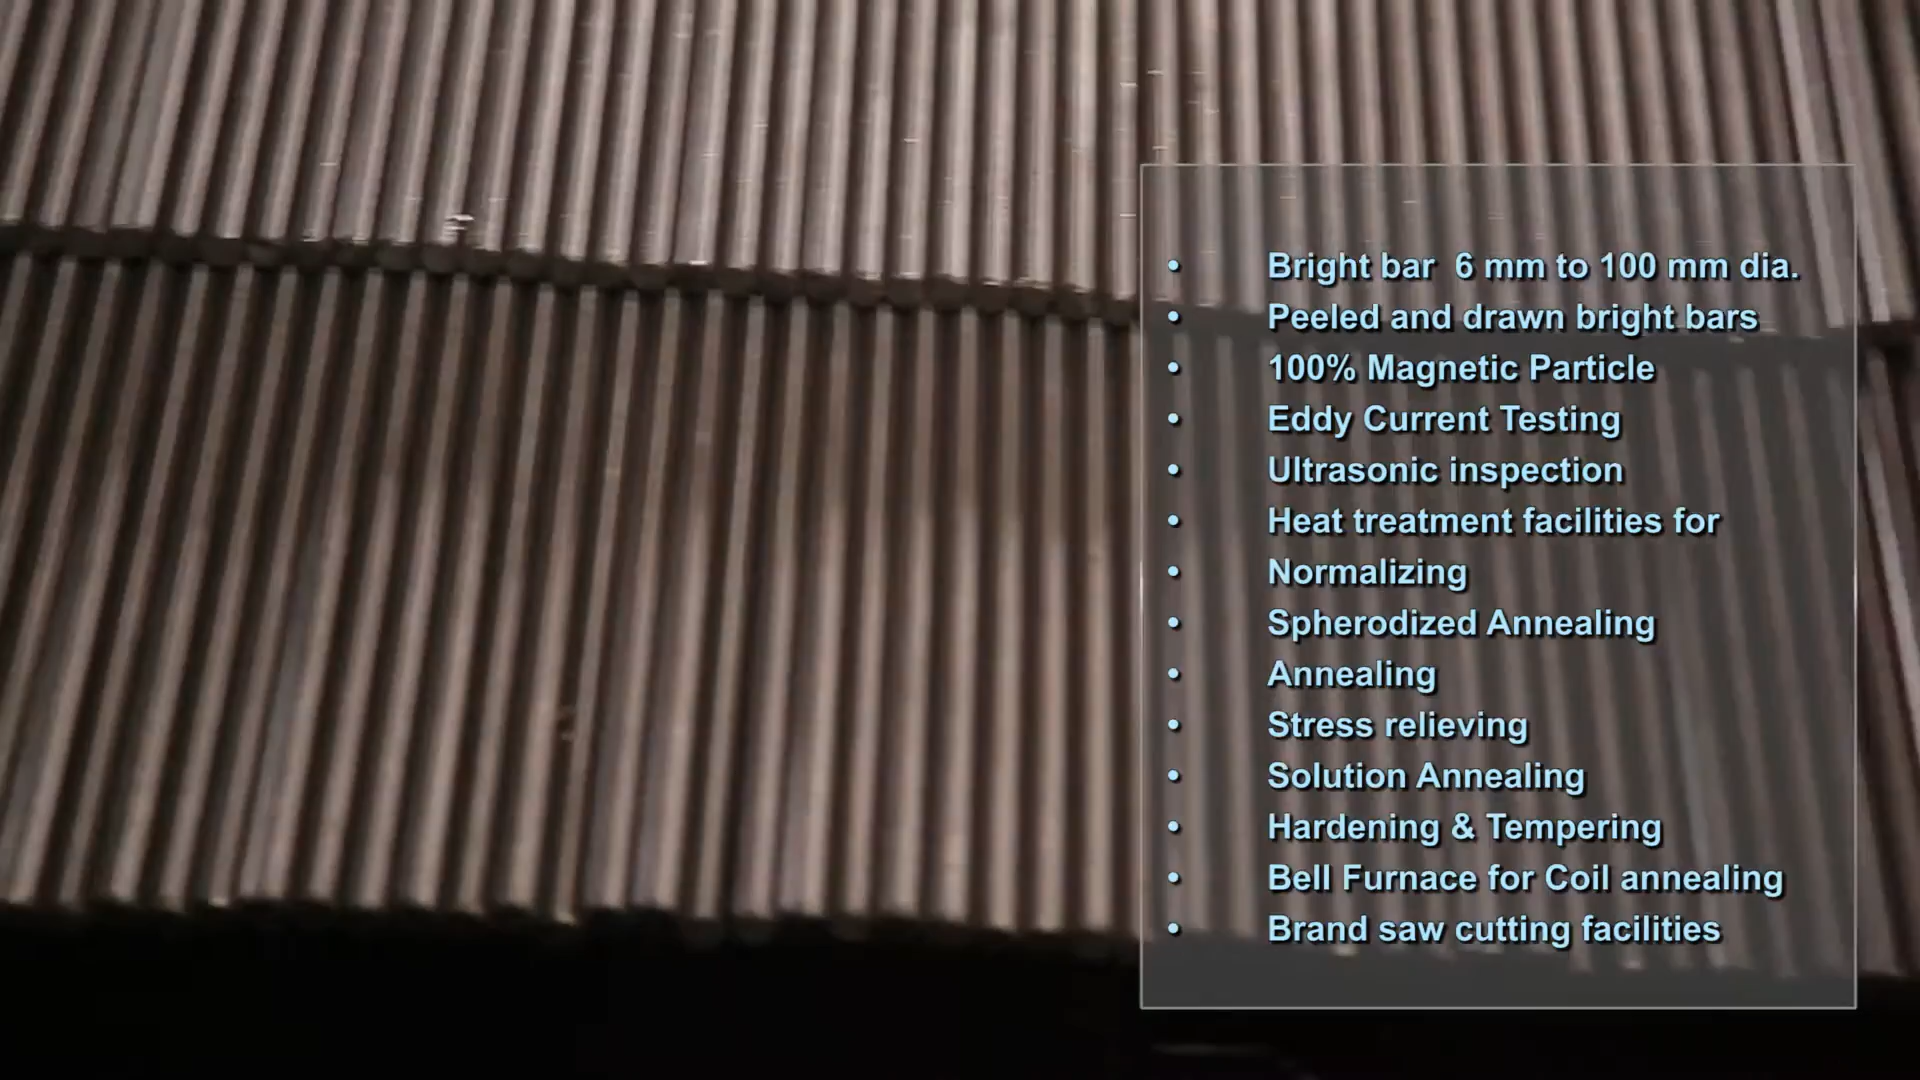 • Bright bar  6 mm to 100 mm dia.
• Peeled and drawn bright bars
• 100% Magnetic Particle
• Eddy Current Testing
• Ultrasonic inspection
• Heat treatment facilities for
• Normalizing
• Spherodized Annealing
• Annealing
• Stress relieving
• Solution Annealing
• Hardening & Tempering
• Bell Furnace for Coil annealing
• Brand saw cutting facilities